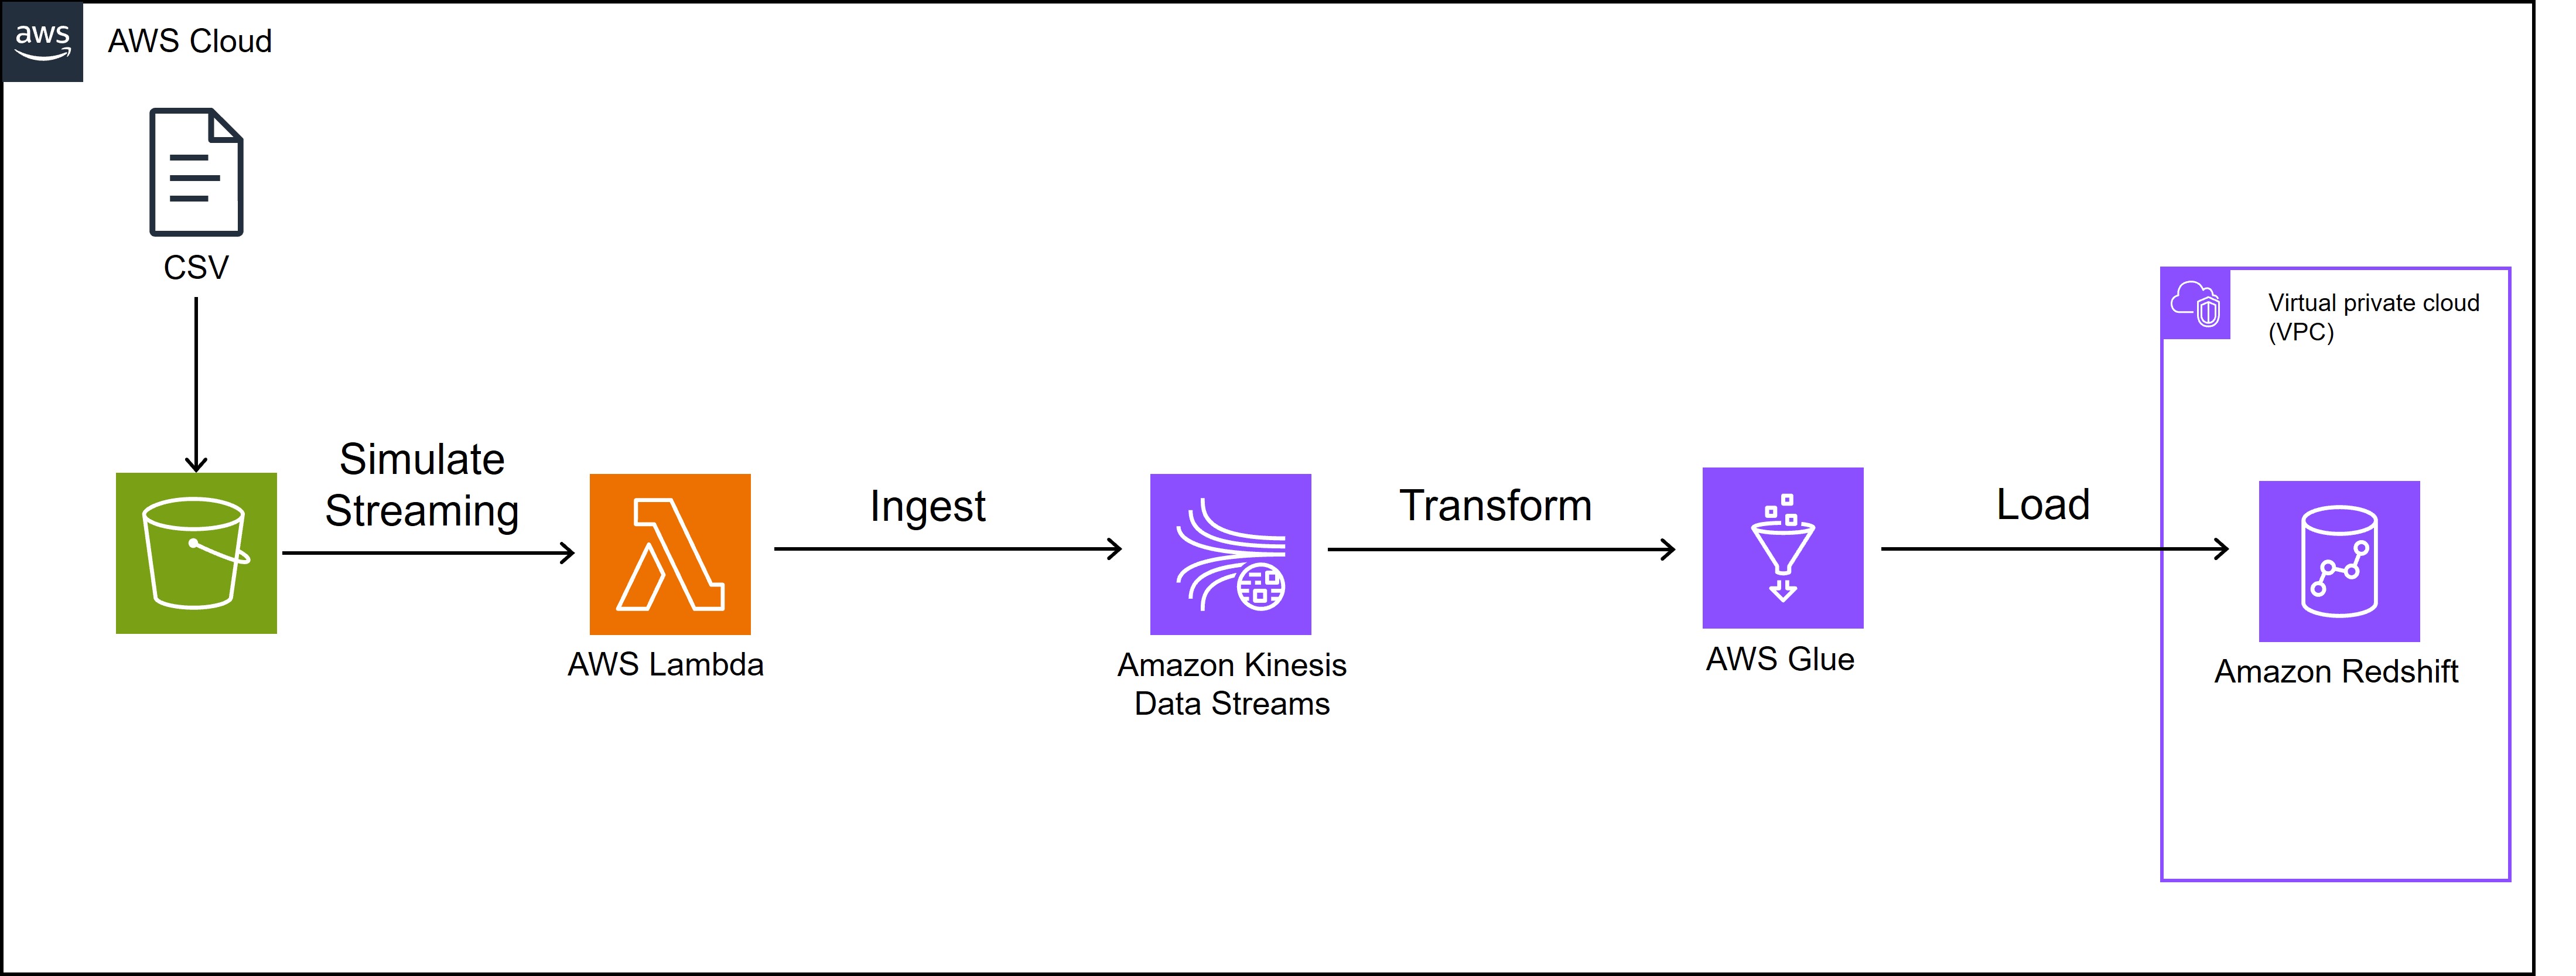 aws
AWS Cloud
CSV
Virtual private cloud
(VPC)
Simulate
Streaming
Ingest
Transform
Load
AWS Lambda
Amazon Kinesis
Data Streams
AWS Glue
Amazon Redshift